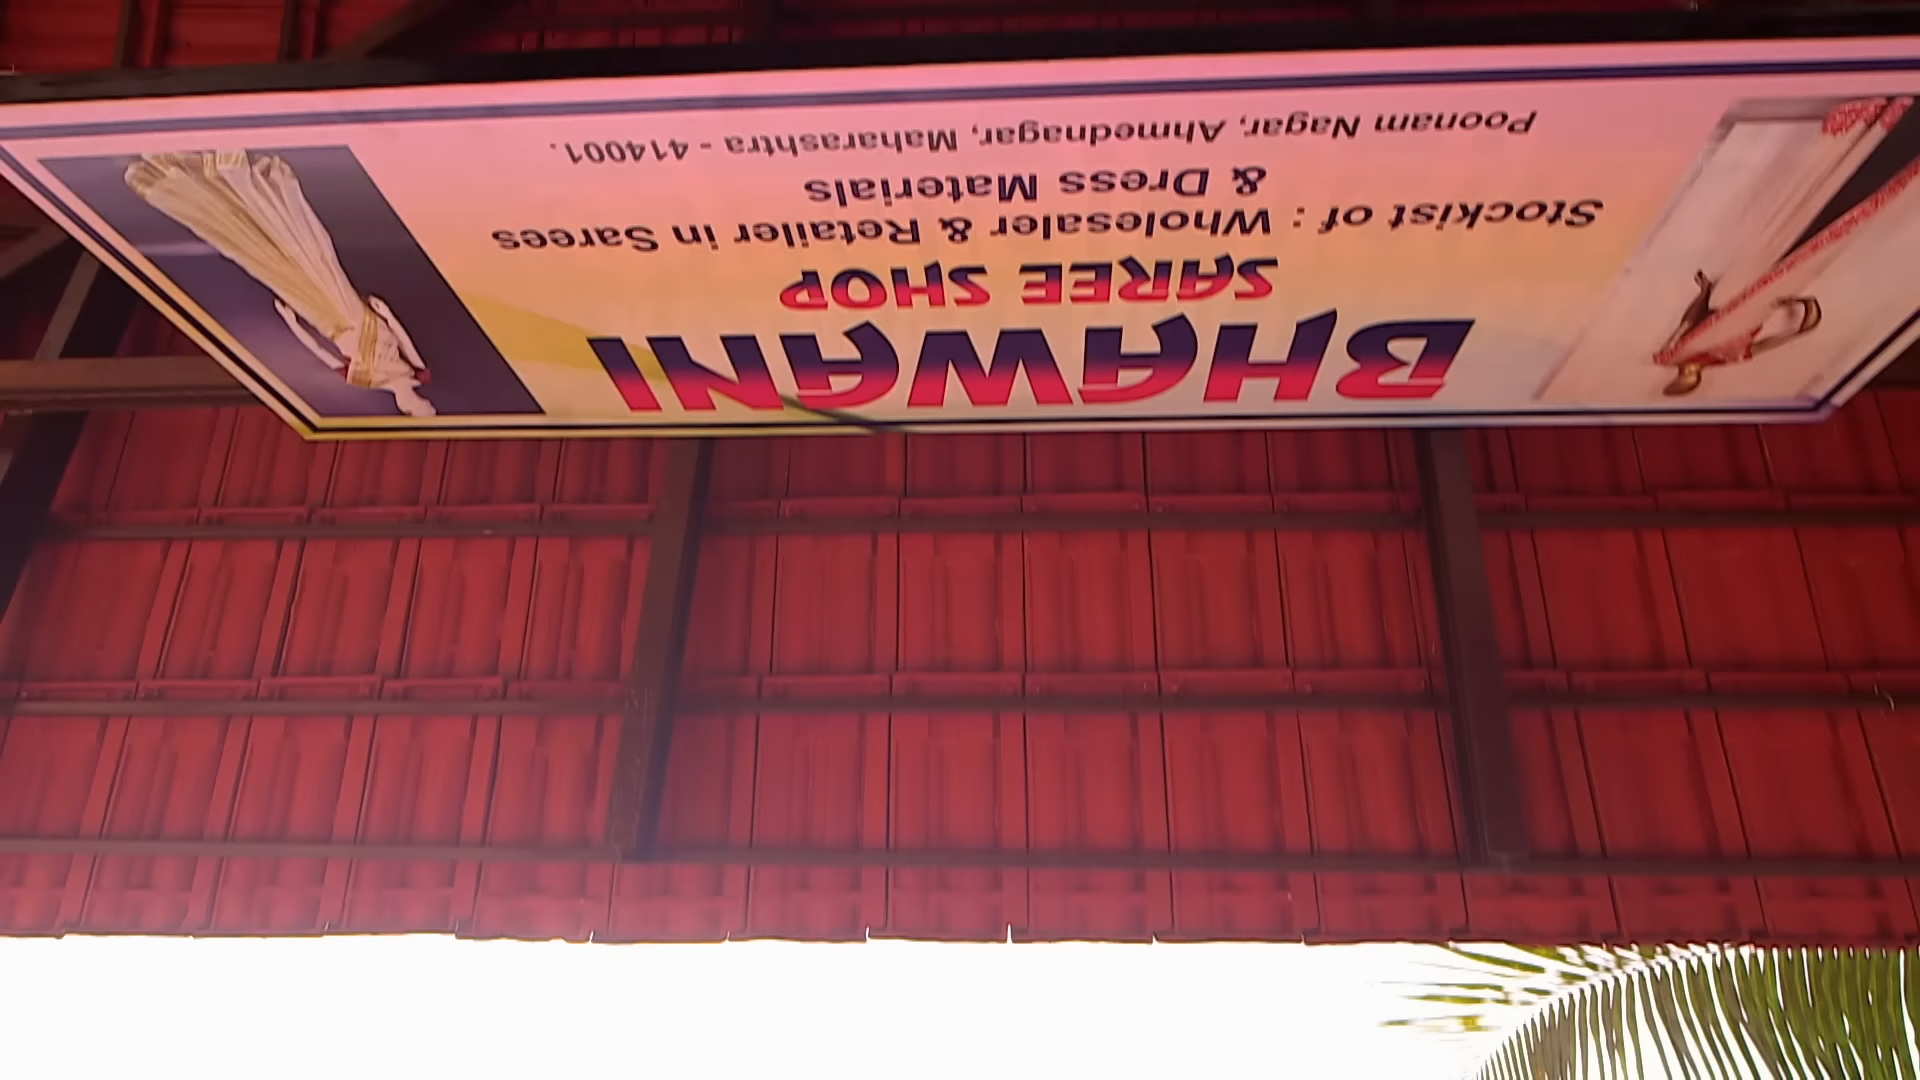 BHAWANI
SAREE SHOP
Stockist of : Wholesaler & Retailer in Sarees
& Dress Materials
Poonam Nagar, Ahmednagar, Maharashtra - 414001.